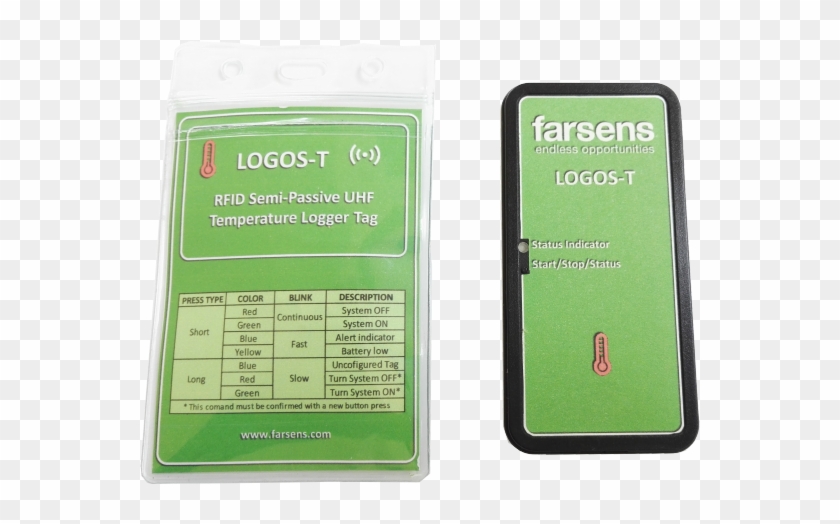 LOGOS-T
RFID Semi-Passive UHF
Temperature Logger Tag
PRESS TYPE COLOR BLINK DESCRIPTION
Short Red Continuous System OFF
Green System ON
Blue Fast Alert indicator
Yellow Battery low
Long Blue Slow Uncofigured Tag
Red Turn System OFF*
Green Turn System ON*
* This comand must be confirmed with a new button press
www.farsens.com
farsens
endless opportunities
LOGOS-T
Status Indicator
Start/Stop/Status